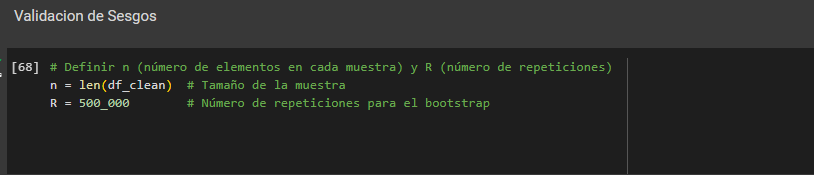 Validacion de Sesgos
[68] # Definir n (número de elementos en cada muestra) y R (número de repeticiones)
n = len(df_clean)  # Tamaño de la muestra
R = 500_000        # Número de repeticiones para el bootstrap